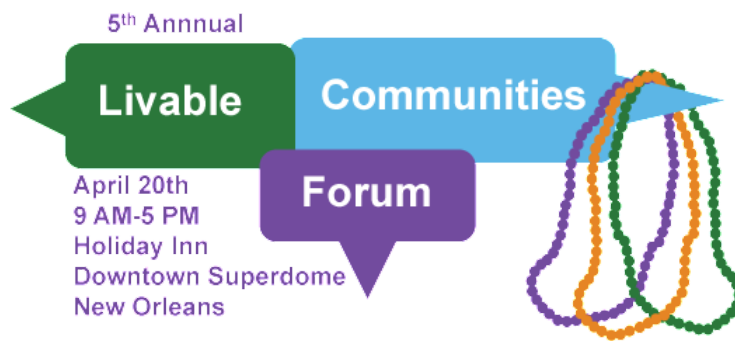 5th Annnual
Livable
Communities
Forum
April 20th
9 AM-5 PM
Holiday Inn
Downtown Superdome
New Orleans